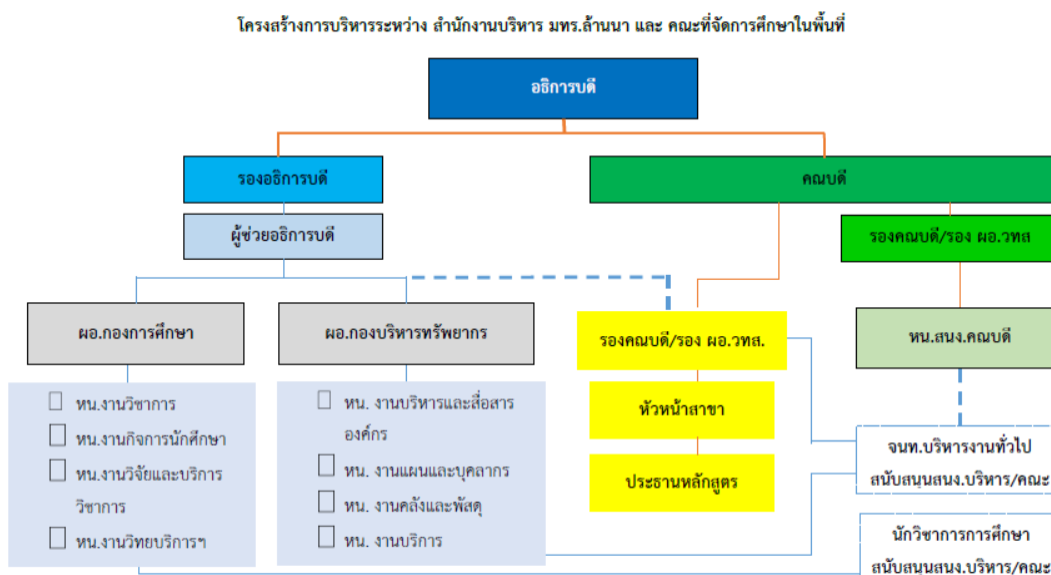 โครงสร้างการบริหารระหว่าง สำนักงานบริหาร มทร.ล้านนา และ คณะที่จัดการศึกษาในพื้นที่
อธิการบดี
รองอธิการบดี
คณบดี
ผู้ช่วยอธิการบดี
รองคณบดี/รอง ผอ.วทส
ผอ.กองการศึกษา
ผอ.กองบริหารทรัพยากร
รองคณบดี/รอง ผอ.วทส.
หน.สนง.คณบดี
หน.งานวิชาการ
หน.งานกิจการนักศึกษา
หน.งานวิจัยและบริการ
วิชาการ
หน.งานวิทยบริการฯ
หน. งานบริหารและสื่อสาร
องค์กร
หน. งานแผนและบุคลากร
หน. งานคลังและพัสดุ
หน. งานบริการ
หัวหน้าสาขา
ประธานหลักสูตร
จนท.บริหารงานทั่วไป
สนับสนุนสนง.บริหาร/คณะ
นักวิชาการการศึกษา
สนับสนุนสนง.บริหาร/คณะ